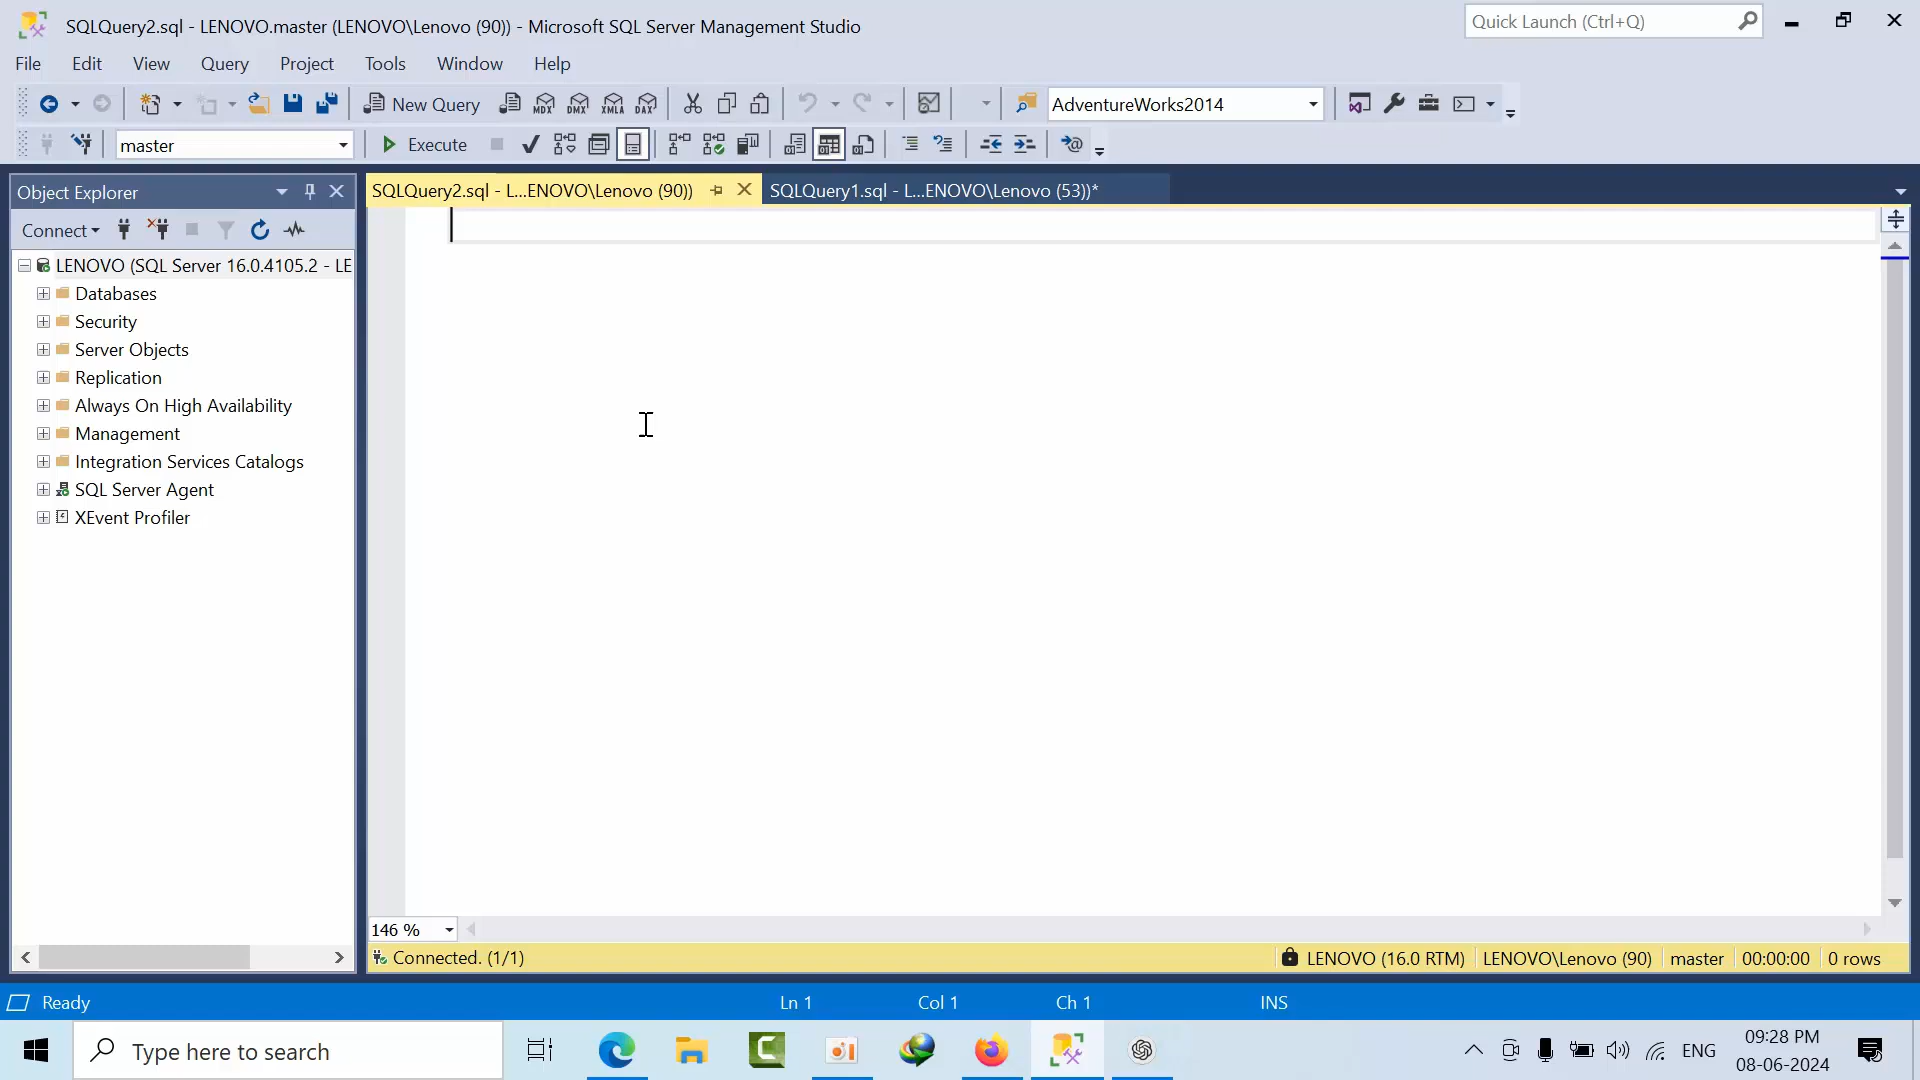 SQLQuery2.sql - LENOVO.master (LENOVO\Lenovo (90)) - Microsoft SQL Server Management Studio
Quick Launch (Ctrl+Q)
File Edit View Query Project Tools Window Help
New Query MDX DMX XMLA DAX AdventureWorks2014
master Execute
Object Explorer
SQLQuery2.sql - L...ENOVO\Lenovo (90)) SQLQuery1.sql - L...ENOVO\Lenovo (53))*
Connect
LENOVO (SQL Server 16.0.4105.2 - LE
Databases
Security
Server Objects
Replication
Always On High Availability
Management
Integration Services Catalogs
SQL Server Agent
XEvent Profiler
146 %
Connected. (1/1) LENOVO (16.0 RTM) LENOVO\Lenovo (90) master 00:00:00 0 rows
Ready Ln 1 Col 1 Ch 1 INS
Type here to search ENG 09:28 PM
08-06-2024